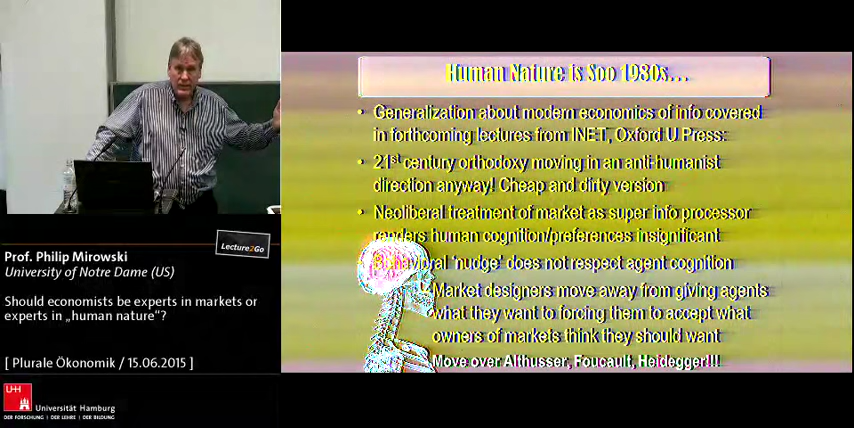 Human Nature is Soo 1980s...
• Generalization about modern economics of info covered
in forthcoming lectures from INET, Oxford U Press:
• 21st century orthodoxy moving in an anti-humanist
direction anyway! Cheap and dirty version
• Neoliberal treatment of market as super info processor
renders human cognition/preferences insignificant
Behavioral 'nudge' does not respect agent cognition
Market designers move away from giving agents
what they want to forcing them to accept what
owners of markets think they should want
Move over Althusser, Foucault, Heidegger!!!
Lecture2Go
Prof. Philip Mirowski
University of Notre Dame (US)
Should economists be experts in markets or
experts in „human nature“?
[ Plurale Ökonomik / 15.06.2015 ]
UHH
Universität Hamburg
DER FORSCHUNG | DER LEHRE | DER BILDUNG